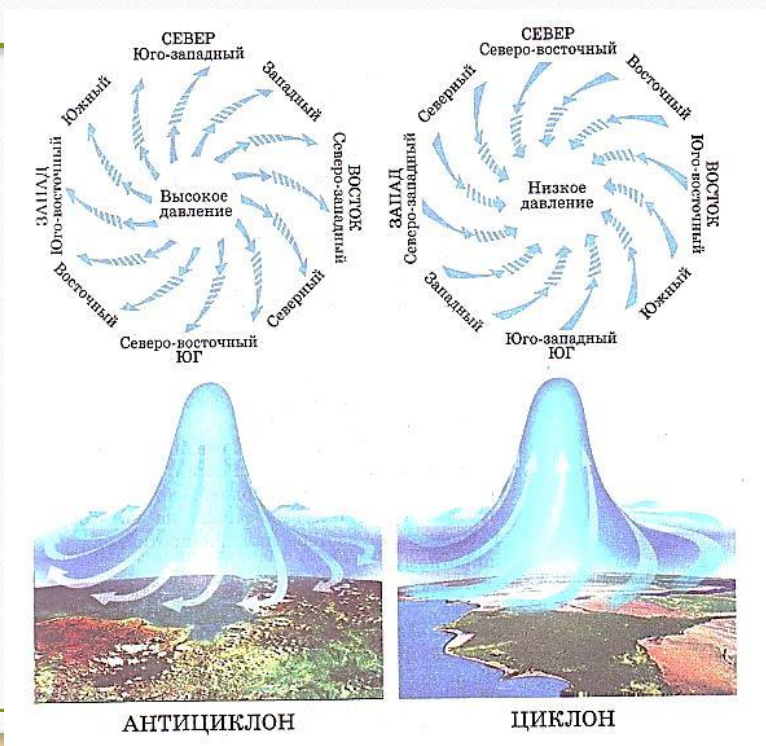 СЕВЕР
Юго-западный
Западный
ВОСТОК
Северо-западный
Северный
Северо-восточный
ЮГ
Восточный
ЗАПАД
Юго-восточный
Южный
Высокое
давление
СЕВЕР
Северо-восточный
Восточный
ВОСТОК
Юго-восточный
Южный
Юго-западный
ЮГ
Западный
ЗАПАД
Северо-западный
Северный
Низкое
давление
АНТИЦИКЛОН
ЦИКЛОН